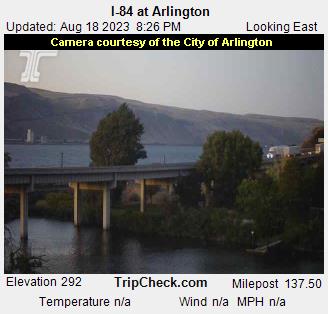 I-84 at Arlington
Updated: Aug 18 2023 8:26 PM Looking East
Camera courtesy of the City of Arlington
Elevation 292 TripCheck.com Milepost 137.50
Temperature n/a Wind n/a MPH n/a